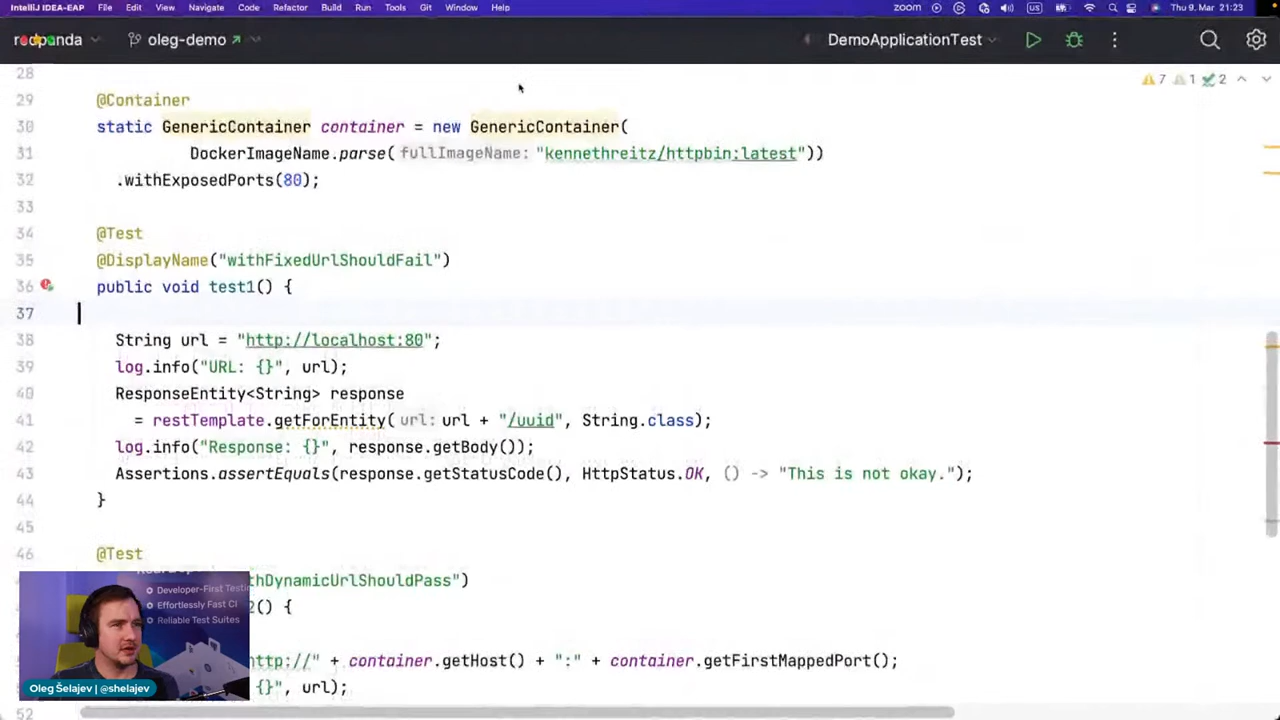 IntelliJ IDEA-EAP File Edit View Navigate Code Refactor Build Run Tools Git Window Help zoom US Thu 9. Mar 21:23
redpanda oleg-demo DemoApplicationTest
28 7 1 2
29 @Container
30 static GenericContainer container = new GenericContainer(
31 DockerImageName.parse( fullImageName: "kennethreitz/httpbin:latest"))
32 .withExposedPorts(80);
33
34 @Test
35 @DisplayName("withFixedUrlShouldFail")
36 public void test1() {
37
38 String url = "http://localhost:80";
39 log.info("URL: {}", url);
40 ResponseEntity<String> response
41 = restTemplate.getForEntity( url: url + "/uuid", String.class);
42 log.info("Response: {}", response.getBody());
43 Assertions.assertEquals(response.getStatusCode(), HttpStatus.OK, () -> "This is not okay.");
44 }
45
46 @Test
thDynamicUrlShouldPass")
2() {
ttp://" + container.getHost() + ":" + container.getFirstMappedPort();
{}", url);
52
Developer-First Testing
Effortlessly Fast CI
Reliable Test Suites
Oleg Šelajev | @shelajev